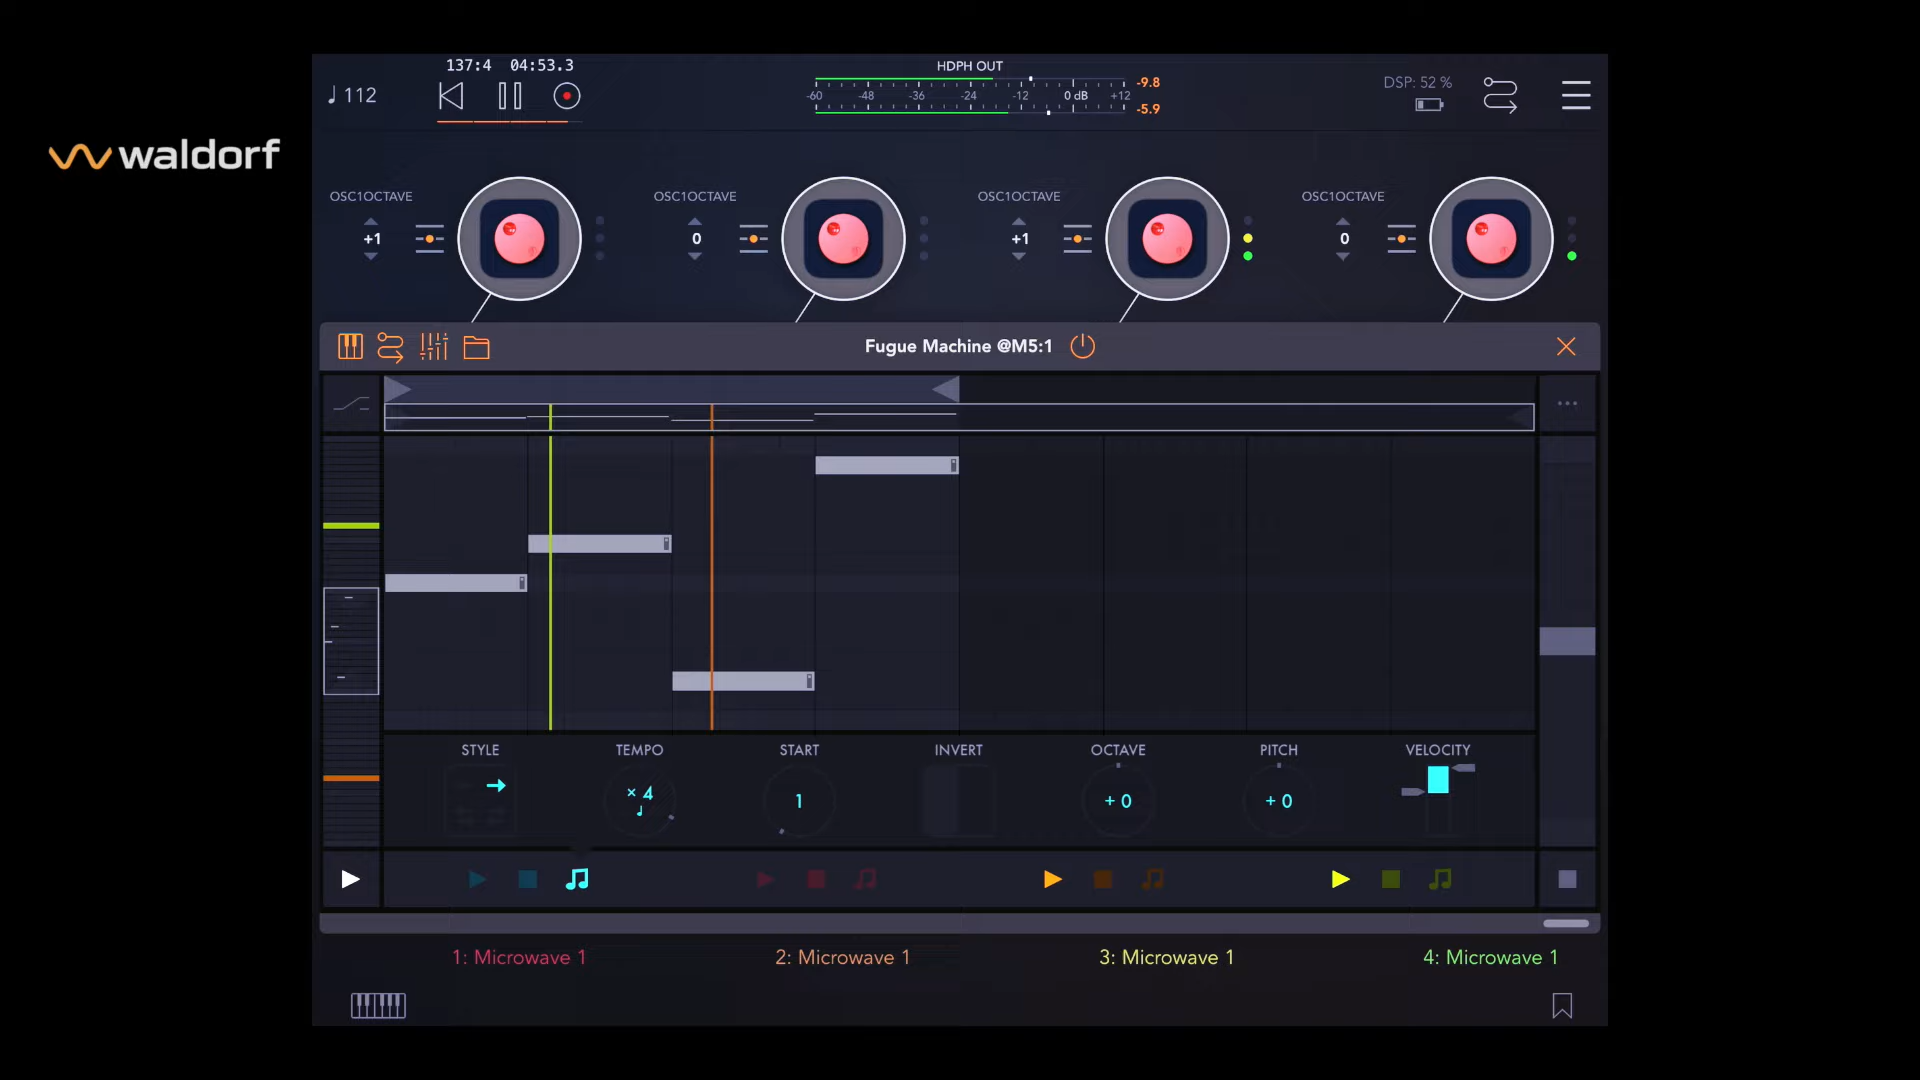 137:4 04:53.3
HDPH OUT
112
-60 -48 -36 -24 -12 0 dB +12
-9.8
-5.9
DSP: 52 %
waldorf
OSC1OCTAVE OSC1OCTAVE OSC1OCTAVE OSC1OCTAVE
+1 0 +1 0
Fugue Machine @M5:1
STYLE TEMPO START INVERT OCTAVE PITCH VELOCITY
× 4 1 + 0 + 0
1: Microwave 1 2: Microwave 1 3: Microwave 1 4: Microwave 1